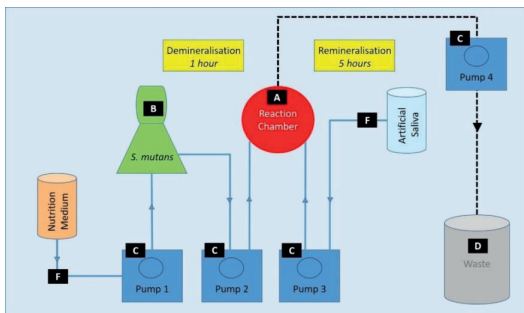 Demineralisation
1 hour
Remineralisation
5 hours
C
Pump 4
A
Reaction
Chamber
B
S. mutans
F
Artificial
Saliva
Nutrition
Medium
F
C
Pump 1
C
Pump 2
C
Pump 3
D
Waste